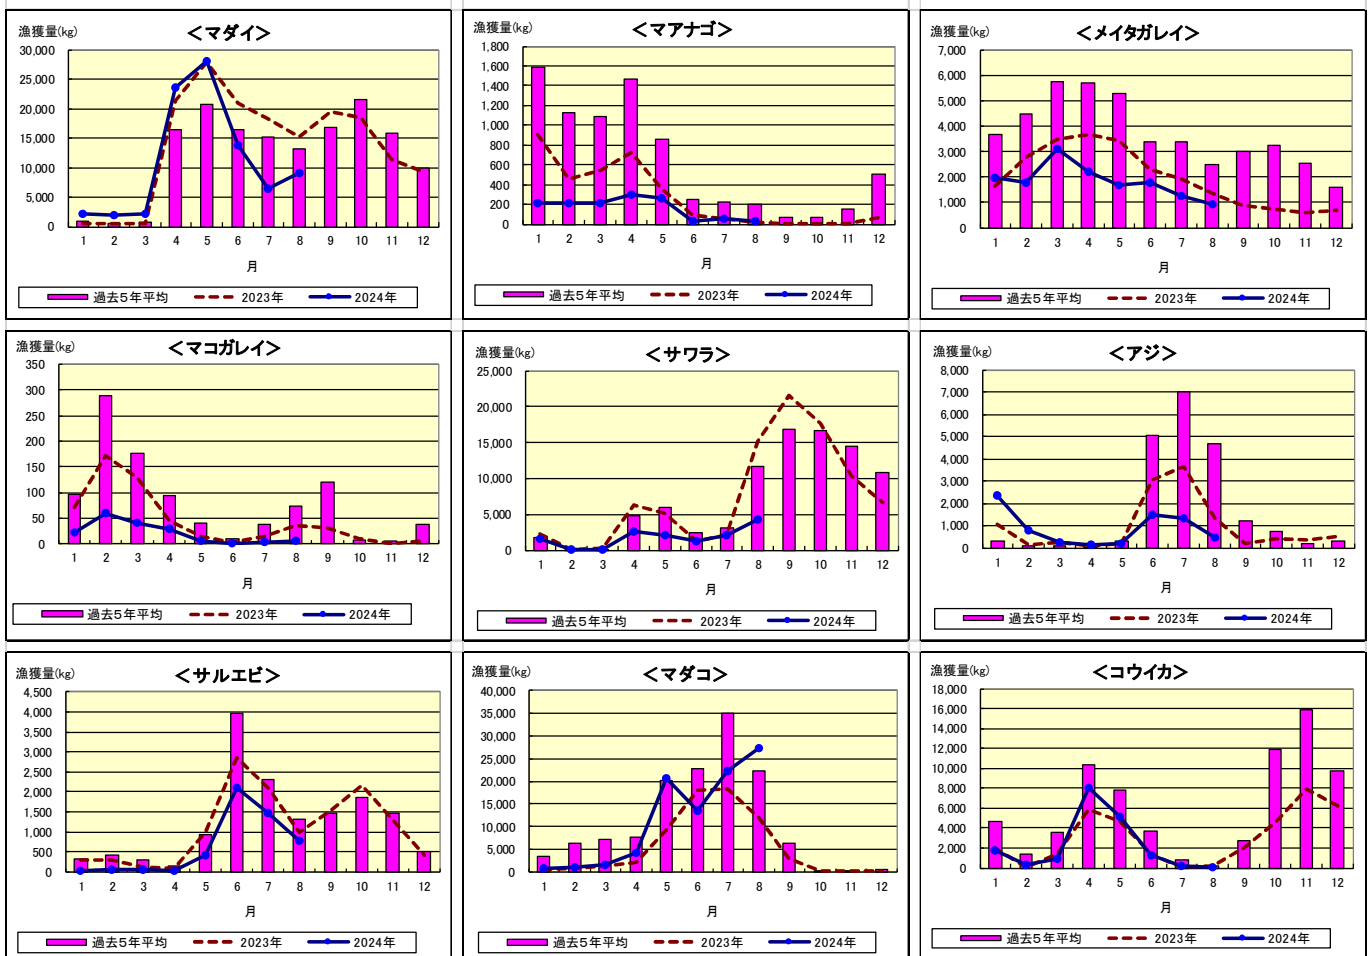 漁獲量(kg)
＜マダイ＞
30,000
25,000
20,000
15,000
10,000
5,000
0
1 2 3 4 5 6 7 8 9 10 11 12
月
過去5年平均 2023年 2024年
漁獲量(kg)
＜マアナゴ＞
1,800
1,600
1,400
1,200
1,000
800
600
400
200
0
1 2 3 4 5 6 7 8 9 10 11 12
月
過去5年平均 2023年 2024年
漁獲量(kg)
＜メイタガレイ＞
7,000
6,000
5,000
4,000
3,000
2,000
1,000
0
1 2 3 4 5 6 7 8 9 10 11 12
月
過去5年平均 2023年 2024年
漁獲量(kg)
＜マコガレイ＞
350
300
250
200
150
100
50
0
1 2 3 4 5 6 7 8 9 10 11 12
月
過去5年平均 2023年 2024年
漁獲量(kg)
＜サワラ＞
25,000
20,000
15,000
10,000
5,000
0
1 2 3 4 5 6 7 8 9 10 11 12
月
過去5年平均 2023年 2024年
漁獲量(kg)
＜アジ＞
8,000
7,000
6,000
5,000
4,000
3,000
2,000
1,000
0
1 2 3 4 5 6 7 8 9 10 11 12
月
過去5年平均 2023年 2024年
漁獲量(kg)
＜サルエビ＞
4,500
4,000
3,500
3,000
2,500
2,000
1,500
1,000
500
0
1 2 3 4 5 6 7 8 9 10 11 12
月
過去5年平均 2023年 2024年
漁獲量(kg)
＜マダコ＞
40,000
35,000
30,000
25,000
20,000
15,000
10,000
5,000
0
1 2 3 4 5 6 7 8 9 10 11 12
月
過去5年平均 2023年 2024年
漁獲量(kg)
＜コウイカ＞
18,000
16,000
14,000
12,000
10,000
8,000
6,000
4,000
2,000
0
1 2 3 4 5 6 7 8 9 10 11 12
月
過去5年平均 2023年 2024年